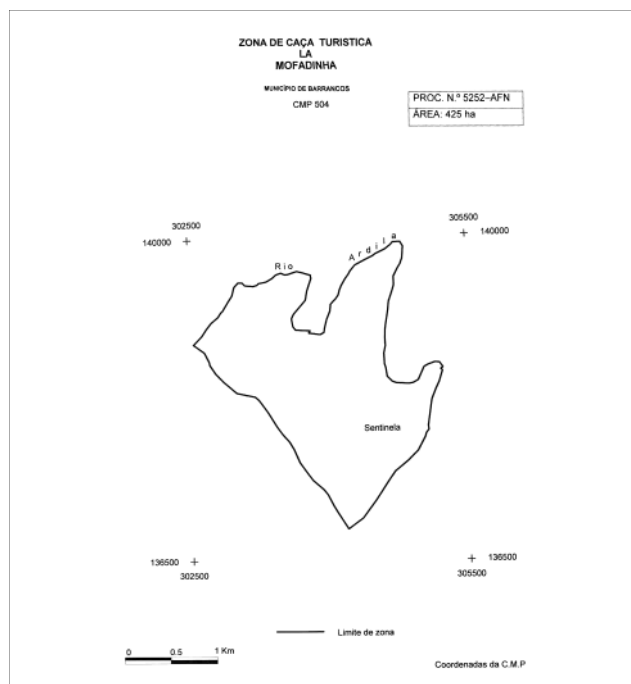 ZONA DE CAÇA TURISTICA
LA
MOFADINHA
MUNICÍPIO DE BARRANCOS
CMP 504
PROC. N.º 5252–AFN
ÁREA: 425 ha
302500
140000
305500
140000
Rio
Ardila
Sentinela
136500
302500
136500
305500
Limite de zona
0 0.5 1 Km
Coordenadas da C.M.P